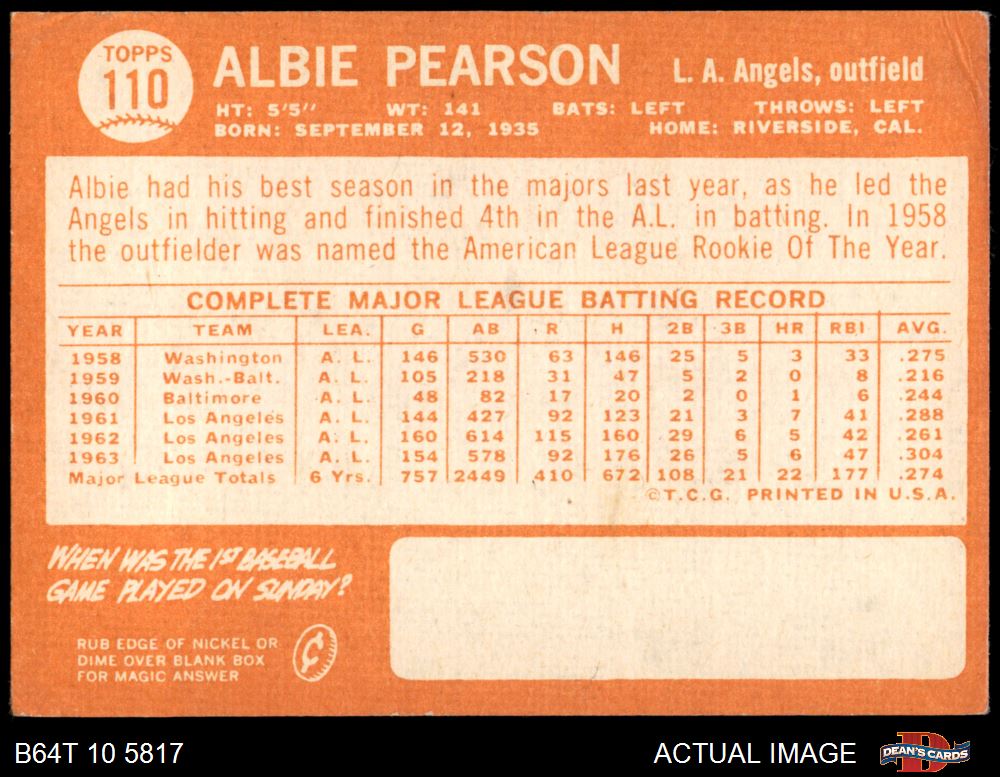 TOPPS
110
ALBIE PEARSON
L. A. Angels, outfield
HT: 5'5" WT: 141 BATS: LEFT THROWS: LEFT
BORN: SEPTEMBER 12, 1935 HOME: RIVERSIDE, CAL.
Albie had his best season in the majors last year, as he led the
Angels in hitting and finished 4th in the A.L. in batting. In 1958
the outfielder was named the American League Rookie Of The Year.
COMPLETE MAJOR LEAGUE BATTING RECORD
YEAR TEAM LEA. G AB R H 2B 3B HR RBI AVG.
1958 Washington A. L. 146 530 63 146 25 5 3 33 .275
1959 Wash.-Balt. A. L. 105 218 31 47 5 2 0 8 .216
1960 Baltimore A. L. 48 82 17 20 2 0 1 6 .244
1961 Los Angeles A. L. 144 427 92 123 21 3 7 41 .288
1962 Los Angeles A. L. 160 614 115 160 29 6 5 42 .261
1963 Los Angeles A. L. 154 578 92 176 26 5 6 47 .304
Major League Totals 6 Yrs. 757 2449 410 672 108 21 22 177 .274
©T.C.G. PRINTED IN U.S.A.
WHEN WAS THE 1ST BASEBALL
GAME PLAYED ON SUNDAY?
RUB EDGE OF NICKEL OR
DIME OVER BLANK BOX
FOR MAGIC ANSWER
¢
B64T 10 5817
ACTUAL IMAGE
DEAN'S CARDS